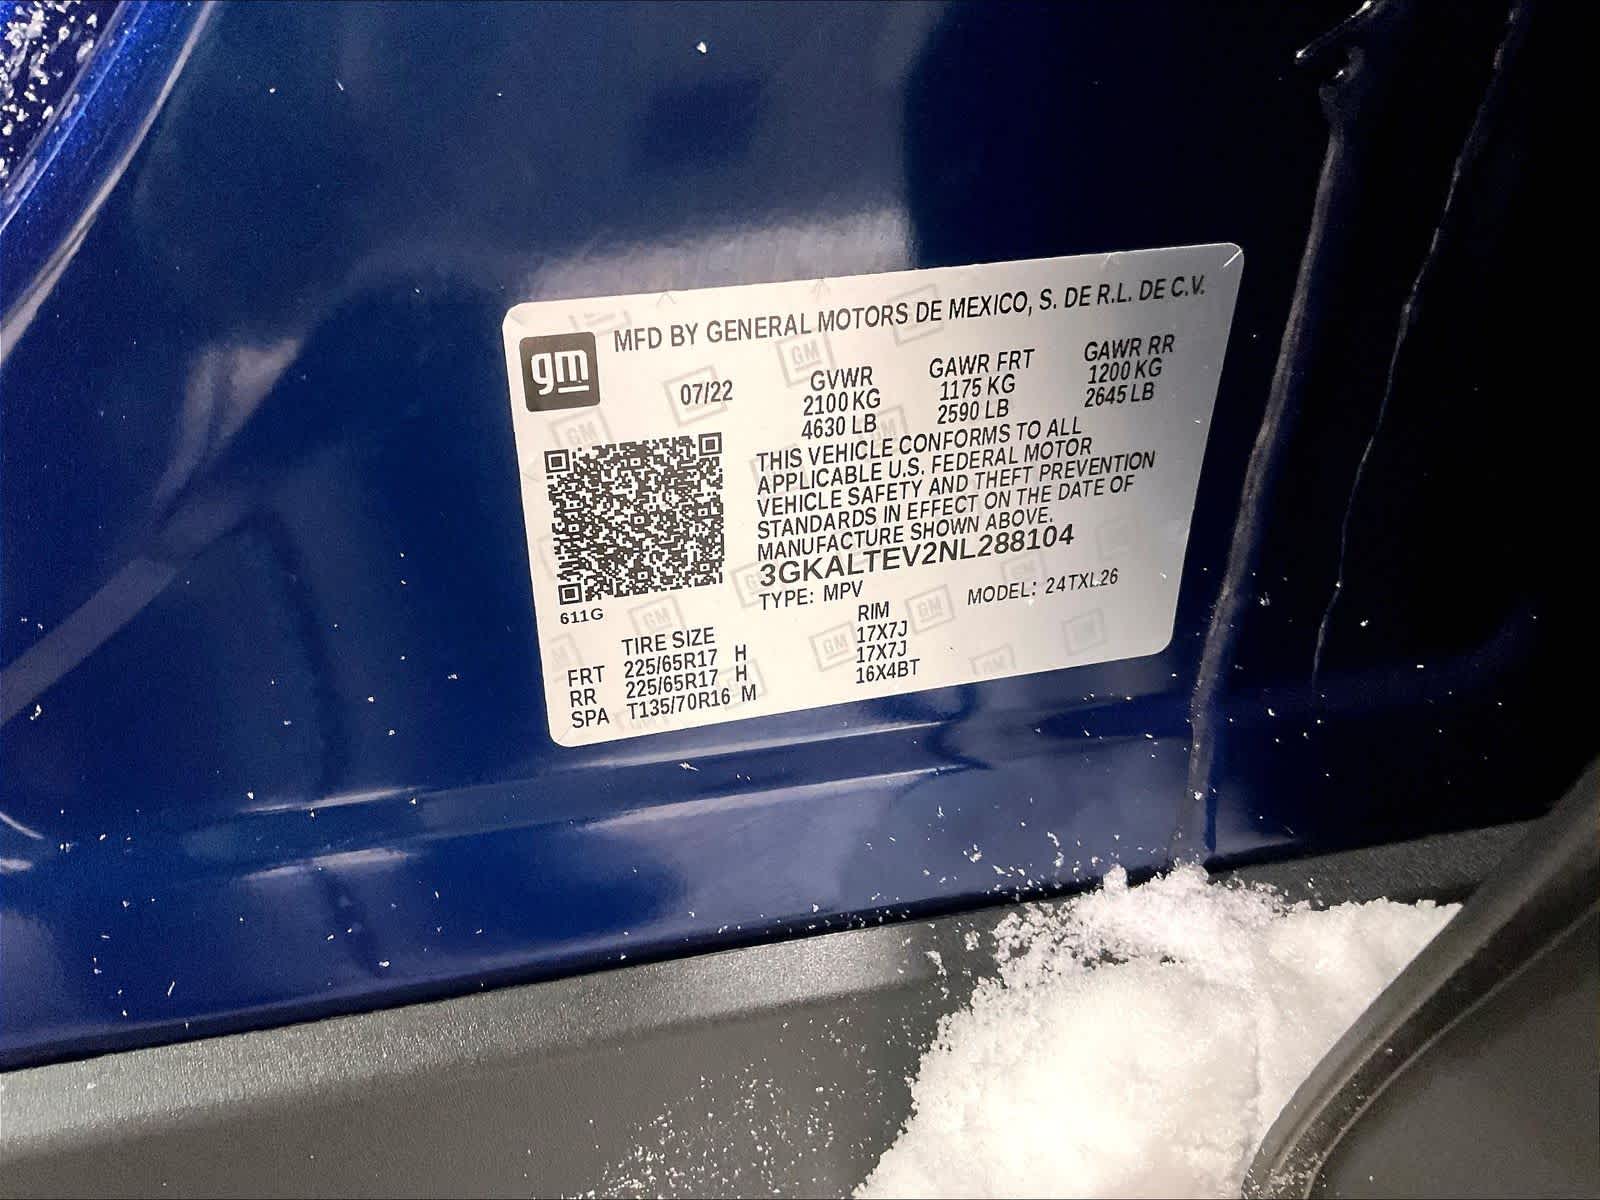 gm
MFD BY GENERAL MOTORS DE MEXICO, S. DE R.L. DE C.V.
07/22
GVWR
2100 KG
4630 LB
GAWR FRT
1175 KG
2590 LB
GAWR RR
1200 KG
2645 LB
THIS VEHICLE CONFORMS TO ALL
APPLICABLE U.S. FEDERAL MOTOR
VEHICLE SAFETY AND THEFT PREVENTION
STANDARDS IN EFFECT ON THE DATE OF
MANUFACTURE SHOWN ABOVE.
3GKALTEV2NL288104
TYPE: MPV
MODEL: 24TXL26
611G
TIRE SIZE RIM
FRT 225/65R17 H 17X7J
RR 225/65R17 H 17X7J
SPA T135/70R16 M 16X4BT